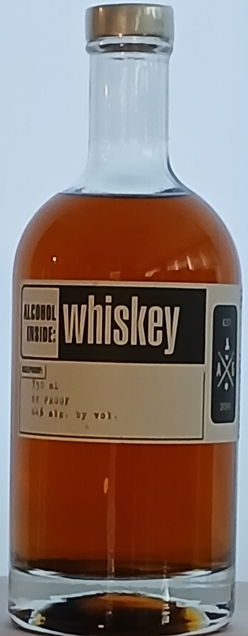 ALCOHOL
INSIDE:
whiskey
750 ml
PROOF
alc. by vol.
A